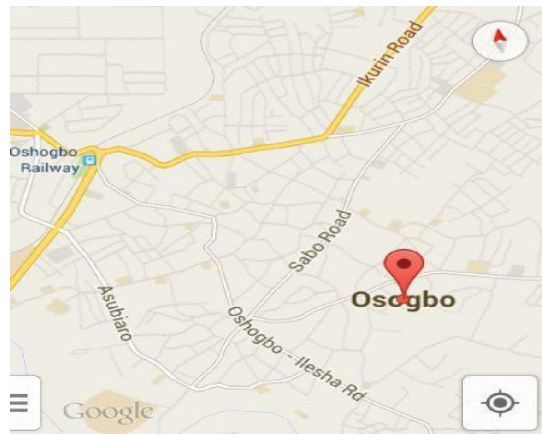 Ikurin Road
Oshogbo
Railway
Sabo Road
Osogbo
Asubiaro
Oshogbo - Ilesha Rd
Google